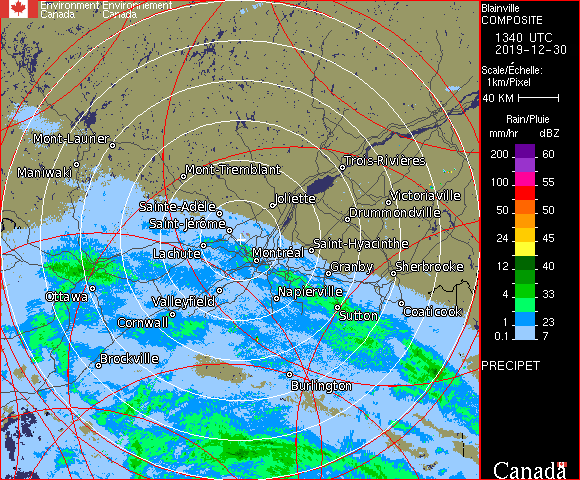 Environment Environnement
Canada Canada
Blainville
COMPOSITE
1340 UTC
2019-12-30
Scale/Échelle:
1km/Pixel
40 KM
Rain/Pluie
mm/hr dBZ
200 60
100 55
50 50
24 45
12 40
4 33
1 23
0.1 7
PRECIPET
Canada
Mont-Laurier
Maniwaki
Mont-Tremblant
Trois-Rivières
Sainte-Adèle
Joliette
Victoriaville
Saint-Jérôme
Drummondville
Lachute
Montréal
Saint-Hyacinthe
Granby
Sherbrooke
Ottawa
Valleyfield
Napierville
Coaticook
Cornwall
Sutton
Brockville
Burlington